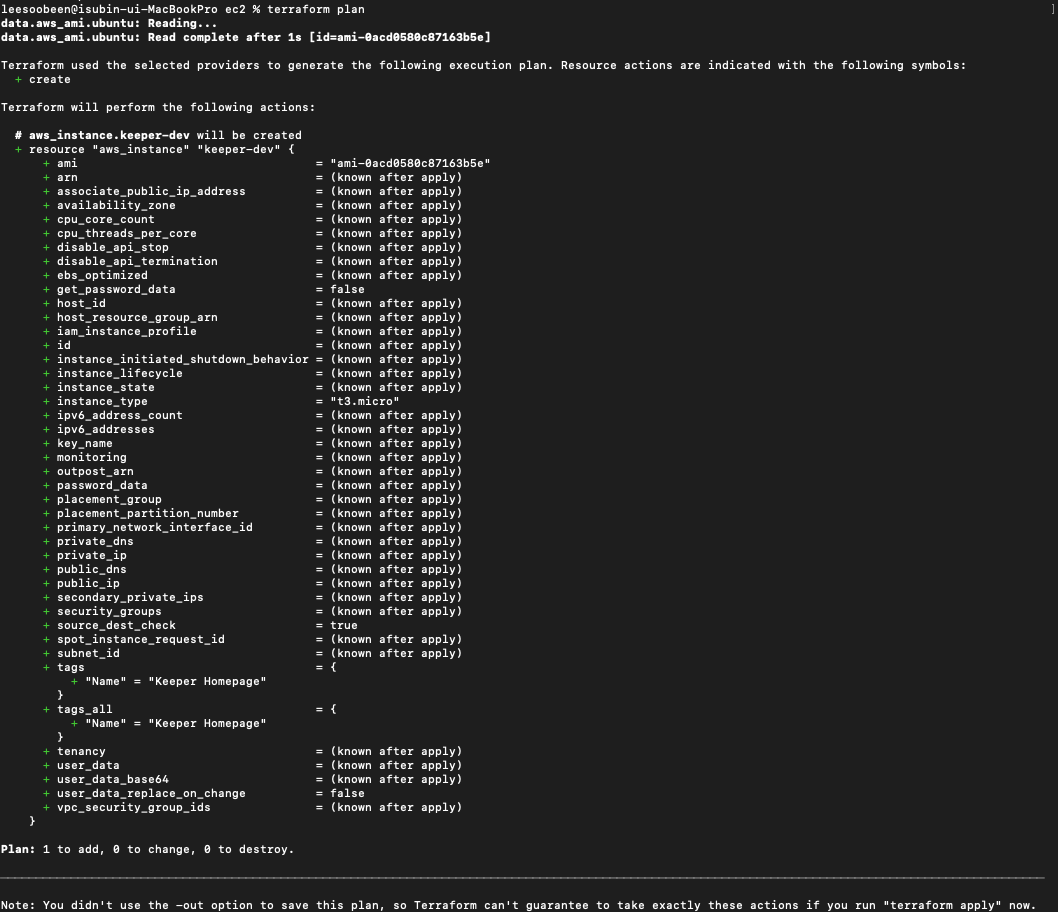 leesoobeen@isubin-ui-MacBookPro ec2 % terraform plan ]
data.aws_ami.ubuntu: Reading...
data.aws_ami.ubuntu: Read complete after 1s [id=ami-0acd0580c87163b5e]
Terraform used the selected providers to generate the following execution plan. Resource actions are indicated with the following symbols:
  + create
Terraform will perform the following actions:
  # aws_instance.keeper-dev will be created
  + resource "aws_instance" "keeper-dev" {
      + ami                                  = "ami-0acd0580c87163b5e"
      + arn                                  = (known after apply)
      + associate_public_ip_address          = (known after apply)
      + availability_zone                    = (known after apply)
      + cpu_core_count                       = (known after apply)
      + cpu_threads_per_core                 = (known after apply)
      + disable_api_stop                     = (known after apply)
      + disable_api_termination              = (known after apply)
      + ebs_optimized                        = (known after apply)
      + get_password_data                    = false
      + host_id                              = (known after apply)
      + host_resource_group_arn              = (known after apply)
      + iam_instance_profile                 = (known after apply)
      + id                                   = (known after apply)
      + instance_initiated_shutdown_behavior = (known after apply)
      + instance_lifecycle                   = (known after apply)
      + instance_state                       = (known after apply)
      + instance_type                        = "t3.micro"
      + ipv6_address_count                   = (known after apply)
      + ipv6_addresses                       = (known after apply)
      + key_name                             = (known after apply)
      + monitoring                           = (known after apply)
      + outpost_arn                          = (known after apply)
      + password_data                        = (known after apply)
      + placement_group                      = (known after apply)
      + placement_partition_number           = (known after apply)
      + primary_network_interface_id         = (known after apply)
      + private_dns                          = (known after apply)
      + private_ip                           = (known after apply)
      + public_dns                           = (known after apply)
      + public_ip                            = (known after apply)
      + secondary_private_ips                = (known after apply)
      + security_groups                      = (known after apply)
      + source_dest_check                    = true
      + spot_instance_request_id             = (known after apply)
      + subnet_id                            = (known after apply)
      + tags                                 = {
          + "Name" = "Keeper Homepage"
        }
      + tags_all                             = {
          + "Name" = "Keeper Homepage"
        }
      + tenancy                              = (known after apply)
      + user_data                            = (known after apply)
      + user_data_base64                     = (known after apply)
      + user_data_replace_on_change          = false
      + vpc_security_group_ids               = (known after apply)
    }
Plan: 1 to add, 0 to change, 0 to destroy.
Note: You didn't use the -out option to save this plan, so Terraform can't guarantee to take exactly these actions if you run "terraform apply" now.